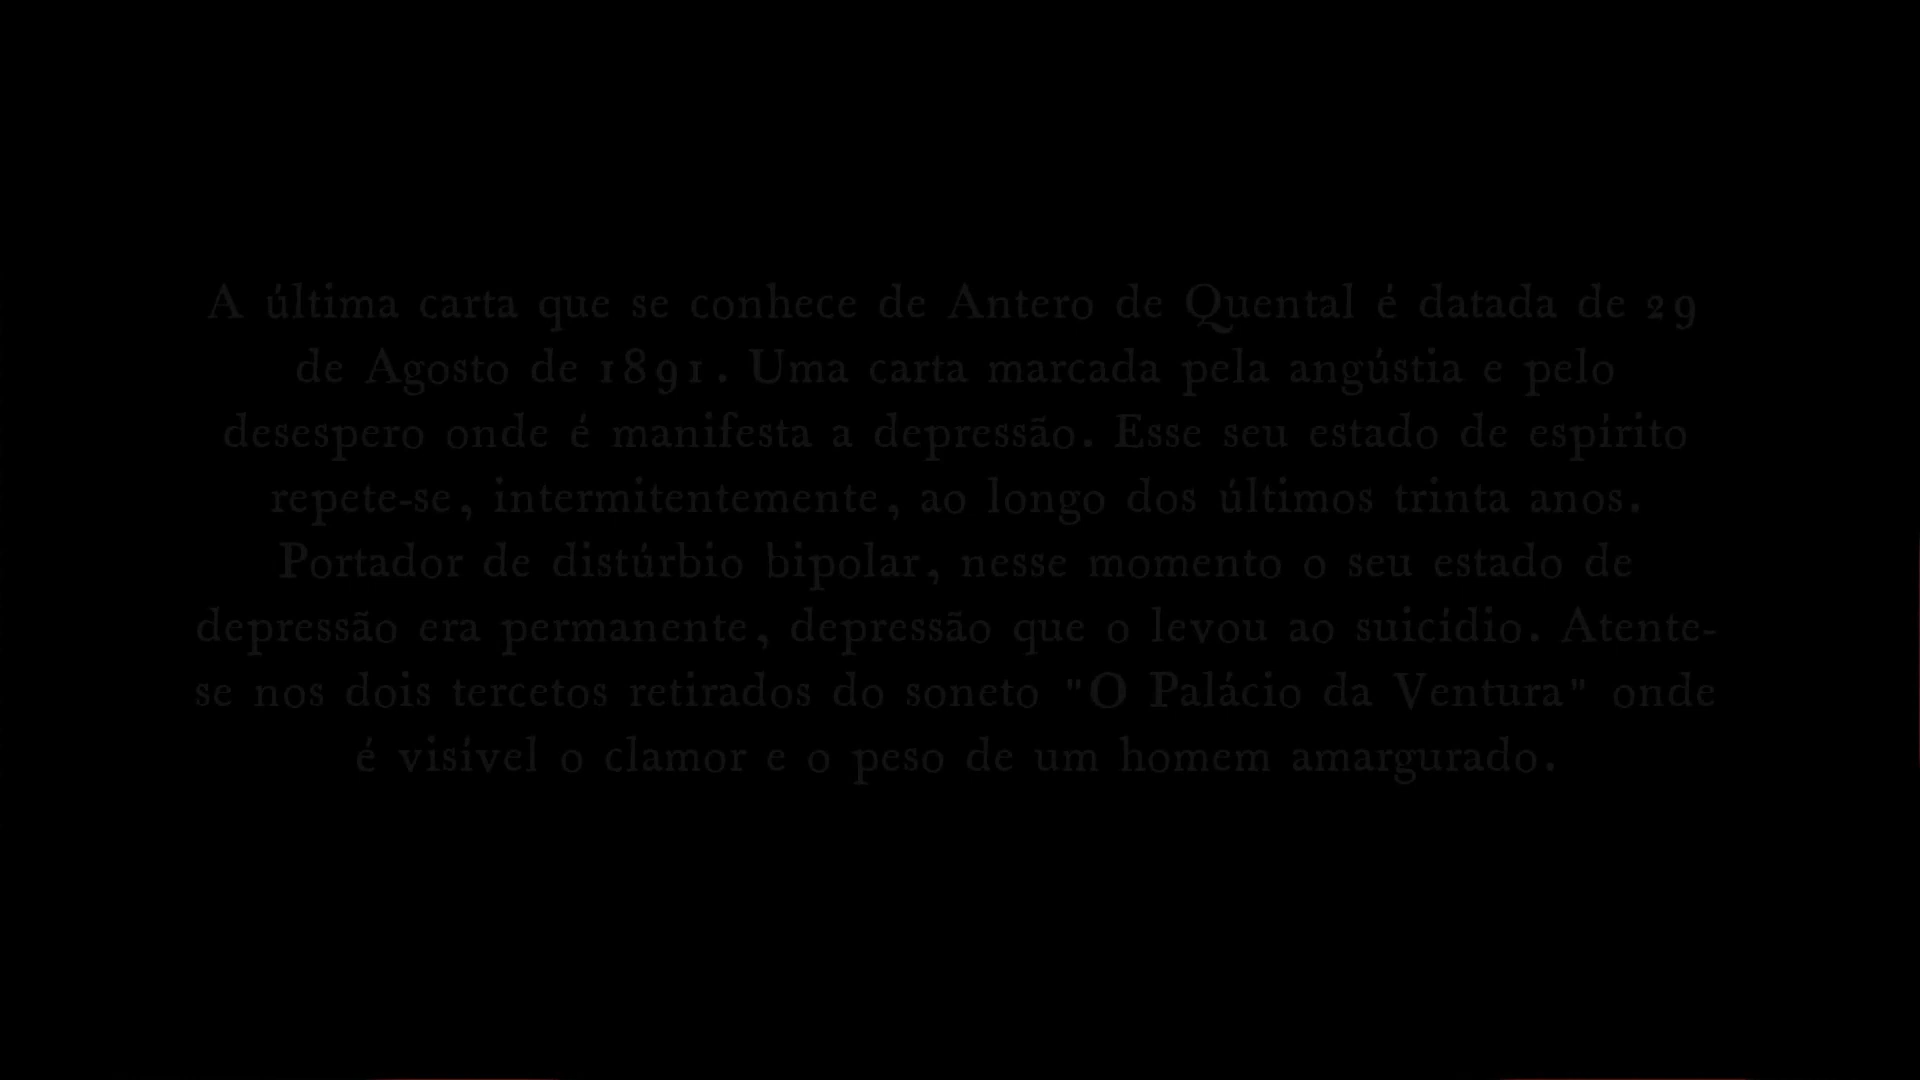 A última carta que se conhece de Antero de Quental é datada de 29
de Agosto de 1891. Uma carta marcada pela angústia e pelo
desespero onde é manifesta a depressão. Esse seu estado de espírito
repete-se, intermitentemente, ao longo dos últimos trinta anos.
Portador de distúrbio bipolar, nesse momento o seu estado de
depressão era permanente, depressão que o levou ao suicídio. Atente-
se nos dois tercetos retirados do soneto "O Palácio da Ventura" onde
é visível o clamor e o peso de um homem amargurado.